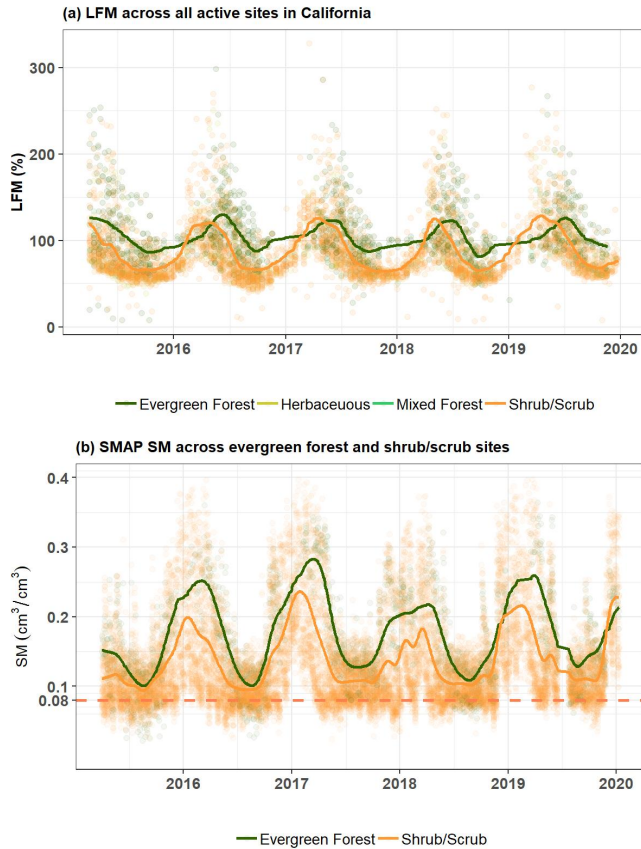 (a) LFM across all active sites in California
LFM (%)
300
200
100
0
2016 2017 2018 2019 2020
Evergreen Forest Herbaceuous Mixed Forest Shrub/Scrub
(b) SMAP SM across evergreen forest and shrub/scrub sites
SM (cm³/cm³)
0.4
0.3
0.2
0.1
0.08
2016 2017 2018 2019 2020
Evergreen Forest Shrub/Scrub